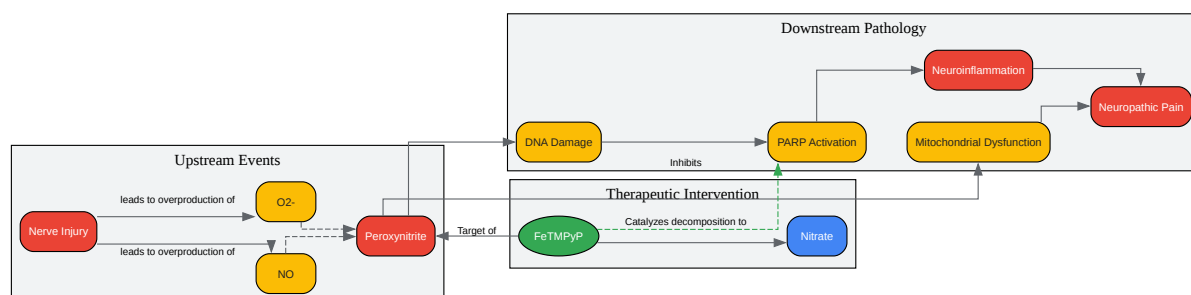 Downstream Pathology
Neuroinflammation
Neuropathic Pain
DNA Damage
PARP Activation
Mitochondrial Dysfunction
Inhibits
Upstream Events
Therapeutic Intervention
leads to overproduction of
O2-
Nerve Injury
Peroxynitrite
Target of
FeTMPyP
Catalyzes decomposition to
Nitrate
leads to overproduction of
NO